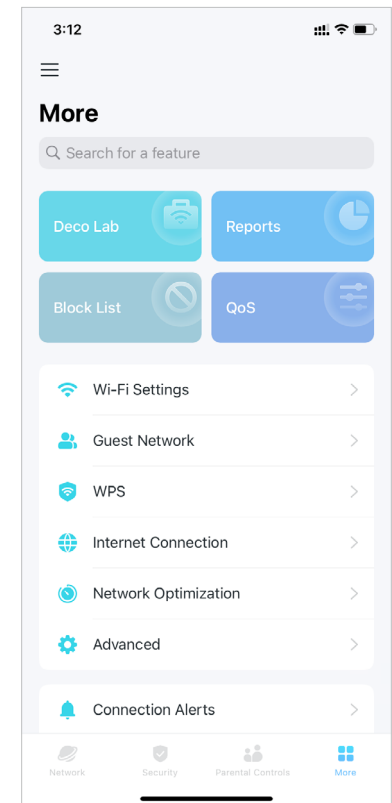 3:12
More
Search for a feature
Deco Lab
Reports
Block List
QoS
Wi-Fi Settings
Guest Network
WPS
Internet Connection
Network Optimization
Advanced
Connection Alerts
Network
Security
Parental Controls
More